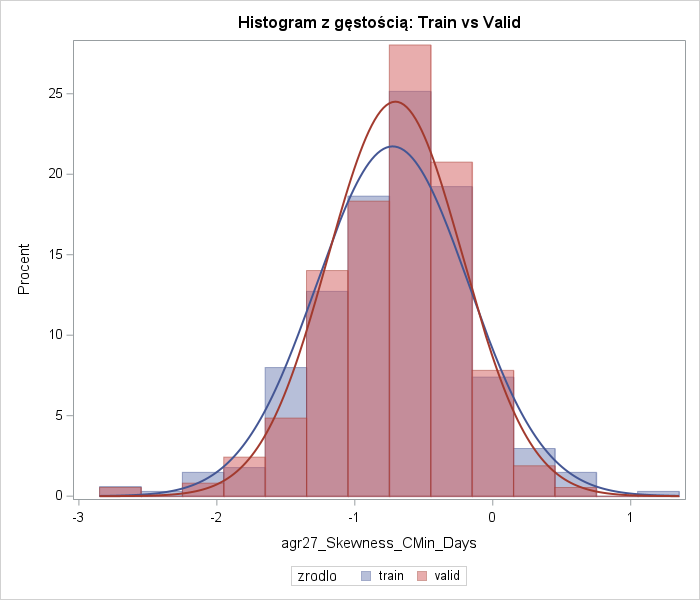 Histogram z gęstością: Train vs Valid
Procent
25
20
15
10
5
0
-3
-2
-1
0
1
agr27_Skewness_CMin_Days
zrodlo train valid